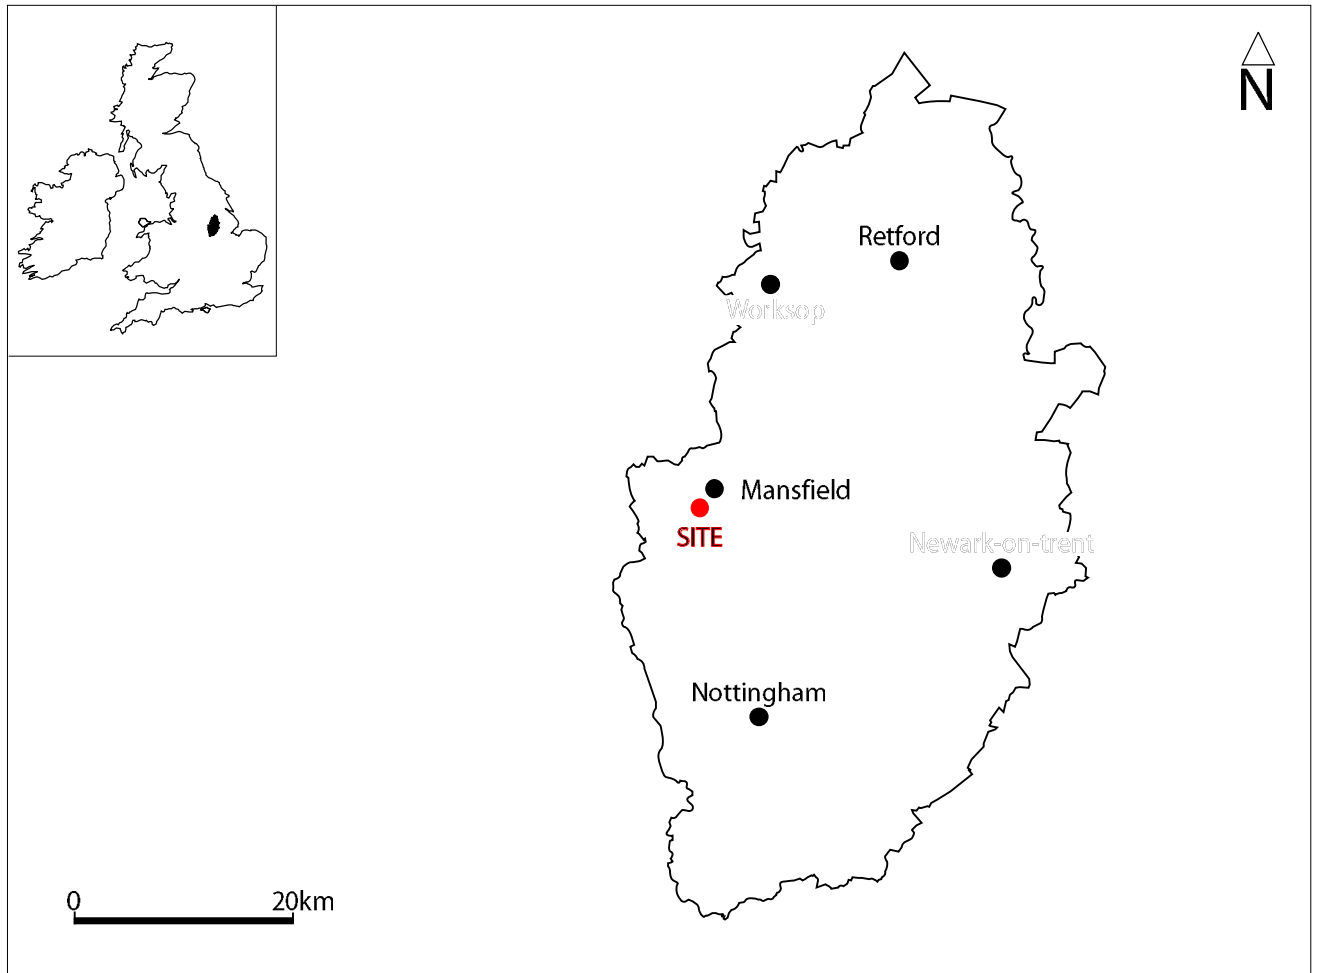 N
Retford
Worksop
Mansfield
SITE
Newark-on-trent
Nottingham
0 20km